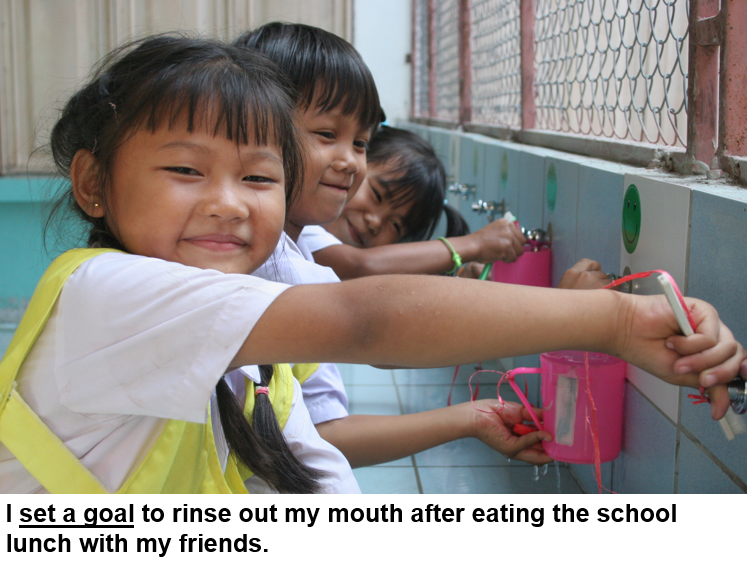 I set a goal to rinse out my mouth after eating the school
lunch with my friends.